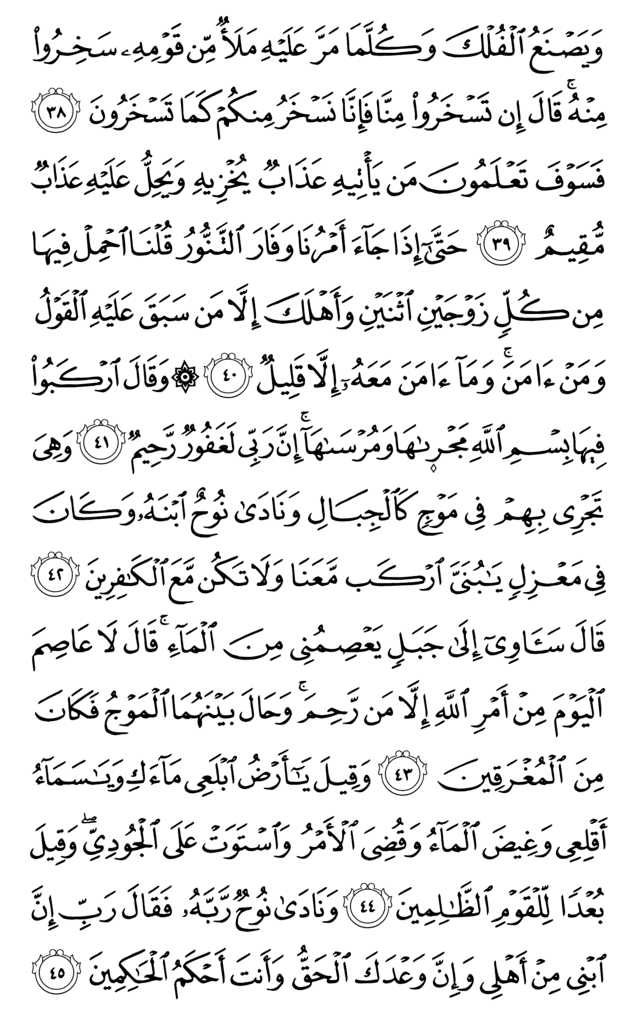 وَيَصۡنَعُ ٱلۡفُلۡكَ وَكُلَّمَا مَرَّ عَلَيۡهِ مَلَأٞ مِّن قَوۡمِهِۦ سَخِرُواْ
مِنۡهُۚ قَالَ إِن تَسۡخَرُواْ مِنَّا فَإِنَّا نَسۡخَرُ مِنكُمۡ كَمَا تَسۡخَرُونَ ٣٨
فَسَوۡفَ تَعۡلَمُونَ مَن يَأۡتِيهِ عَذَابٞ يُخۡزِيهِ وَيَحِلُّ عَلَيۡهِ عَذَابٞ
مُّقِيمٌ ٣٩ حَتَّىٰٓ إِذَا جَآءَ أَمۡرُنَا وَفَارَ ٱلتَّنُّورُ قُلۡنَا ٱحۡمِلۡ فِيهَا
مِن كُلّٖ زَوۡجَيۡنِ ٱثۡنَيۡنِ وَأَهۡلَكَ إِلَّا مَن سَبَقَ عَلَيۡهِ ٱلۡقَوۡلُ
وَمَنۡ ءَامَنَۚ وَمَآ ءَامَنَ مَعَهُۥٓ إِلَّا قَلِيلٞ ٤٠ ۞ وَقَالَ ٱرۡكَبُواْ
فِيهَا بِسۡمِ ٱللَّهِ مَجۡر۪ىٰهَا وَمُرۡسَىٰهَآۚ إِنَّ رَبِّي لَغَفُورٞ رَّحِيمٞ ٤١ وَهِيَ
تَجۡرِي بِهِمۡ فِي مَوۡجٖ كَٱلۡجِبَالِ وَنَادَىٰ نُوحٌ ٱبۡنَهُۥ وَكَانَ
فِي مَعۡزِلٖ يَٰبُنَيَّ ٱرۡكَب مَّعَنَا وَلَا تَكُن مَّعَ ٱلۡكَٰفِرِينَ ٤٢
قَالَ سَـَٔاوِيٓ إِلَىٰ جَبَلٖ يَعۡصِمُنِي مِنَ ٱلۡمَآءِۚ قَالَ لَا عَاصِمَ
ٱلۡيَوۡمَ مِنۡ أَمۡرِ ٱللَّهِ إِلَّا مَن رَّحِمَۚ وَحَالَ بَيۡنَهُمَا ٱلۡمَوۡجُ فَكَانَ
مِنَ ٱلۡمُغۡرَقِينَ ٤٣ وَقِيلَ يَٰٓأَرۡضُ ٱبۡلَعِي مَآءَكِ وَيَٰسَمَآءُ
أَقۡلِعِي وَغِيضَ ٱلۡمَآءُ وَقُضِيَ ٱلۡأَمۡرُ وَٱسۡتَوَتۡ عَلَى ٱلۡجُودِيِّۖ وَقِيلَ
بُعۡدٗا لِّلۡقَوۡمِ ٱلظَّٰلِمِينَ ٤٤ وَنَادَىٰ نُوحٞ رَّبَّهُۥ فَقَالَ رَبِّ إِنَّ
ٱبۡنِي مِنۡ أَهۡلِي وَإِنَّ وَعۡدَكَ ٱلۡحَقُّ وَأَنتَ أَحۡكَمُ ٱلۡحَٰكِمِينَ ٤٥